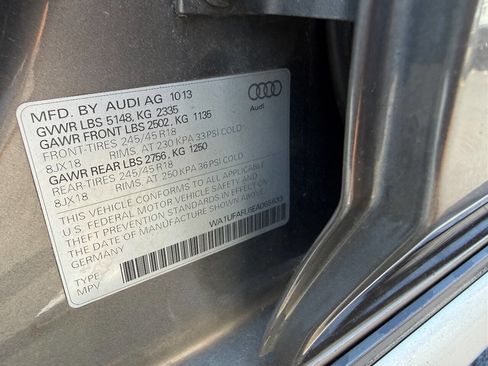 MFD. BY AUDI AG 10 13
GVWR LBS 5148, KG 2335
GAWR FRONT LBS 2502, KG 1135
FRONT-TIRES 245/45 R18
8JX18 RIMS. AT 230 KPA 33 PSI COLD
GAWR REAR LBS 2756, KG 1250
REAR-TIRES 245/45 R18
8JX18 RIMS. AT 250 KPA 36 PSI COLD
THIS VEHICLE CONFORMS TO ALL APPLICABLE
U.S. FEDERAL MOTOR VEHICLE SAFETY AND
THEFT PREVENTION STANDARDS IN EFFECT ON
THE DATE OF MANUFACTURE SHOWN ABOVE.
GERMANY
TYPE:
MPV
Audi